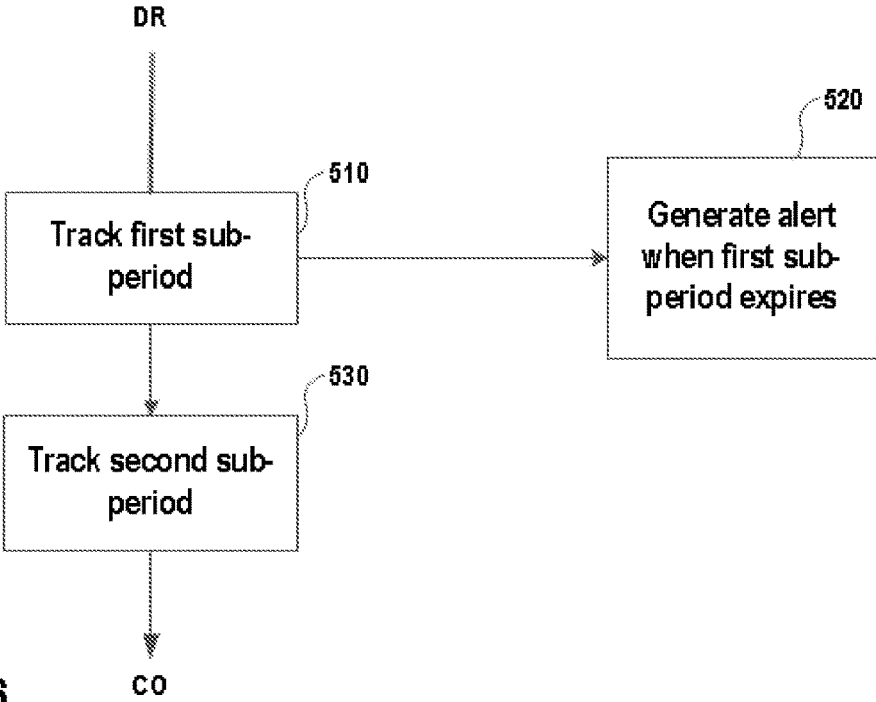 DR
520
510
Track first sub-
period
Generate alert
when first sub-
period expires
530
Track second sub-
period
CO